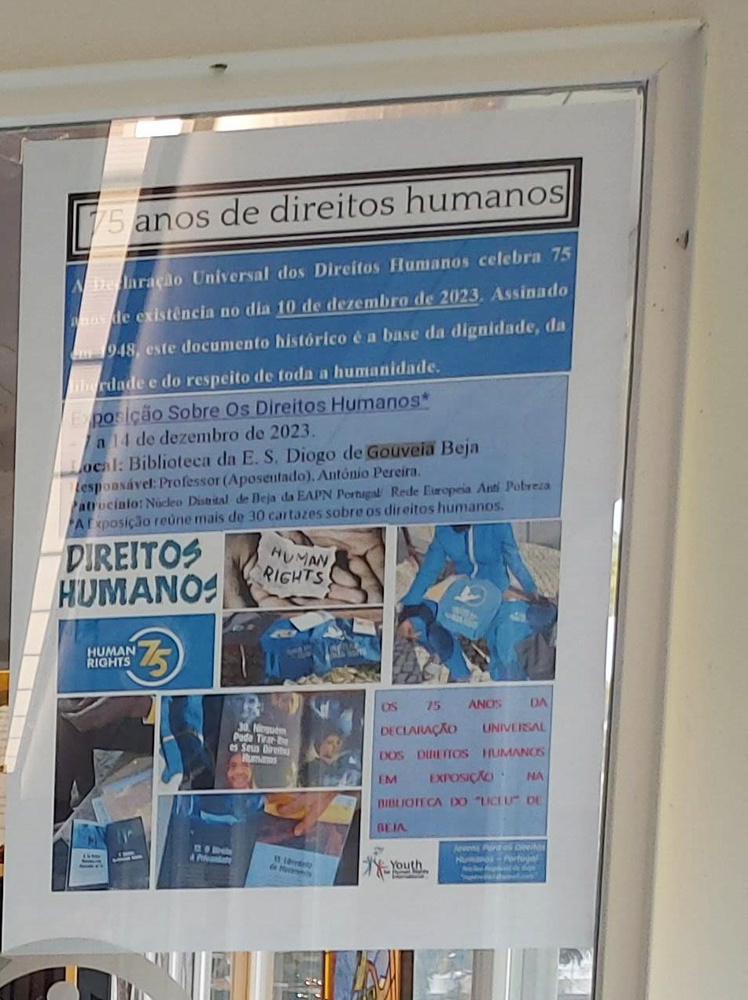 75 anos de direitos humanos
A Declaração Universal dos Direitos Humanos celebra 75
anos de existência no dia 10 de dezembro de 2023. Assinado
em 1948, este documento histórico é a base da dignidade, da
liberdade e do respeito de toda a humanidade.
Exposição Sobre Os Direitos Humanos*
- 7 a 14 de dezembro de 2023.
Local: Biblioteca da E. S. Diogo de Gouveia Beja
Responsável: Professor (Aposentado), António Pereira.
Patrocínio: Núcleo Distrital de Beja da EAPN Portugal/ Rede Europeia Anti Pobreza
*A Exposição reúne mais de 30 cartazes sobre os direitos humanos.
DIREITOS
HUMANOS
HUMAN
RIGHTS
HUMAN
RIGHTS 75
30. Ninguém
Pode Tirar-lhe
os Seus Direitos
Humanos
OS 75 ANOS DA
DECLARAÇÃO UNIVERSAL
DOS DIREITOS HUMANOS
EM EXPOSIÇÃO NA
BIBLIOTECA DO "LICEU" DE
BEJA.
12. O Direito
à Privacidade
13. Liberdade
de Movimento
Youth
for Human Rights
International
Jovens Para os Direitos
Humanos – Portugal
Núcleo Regional de Beja